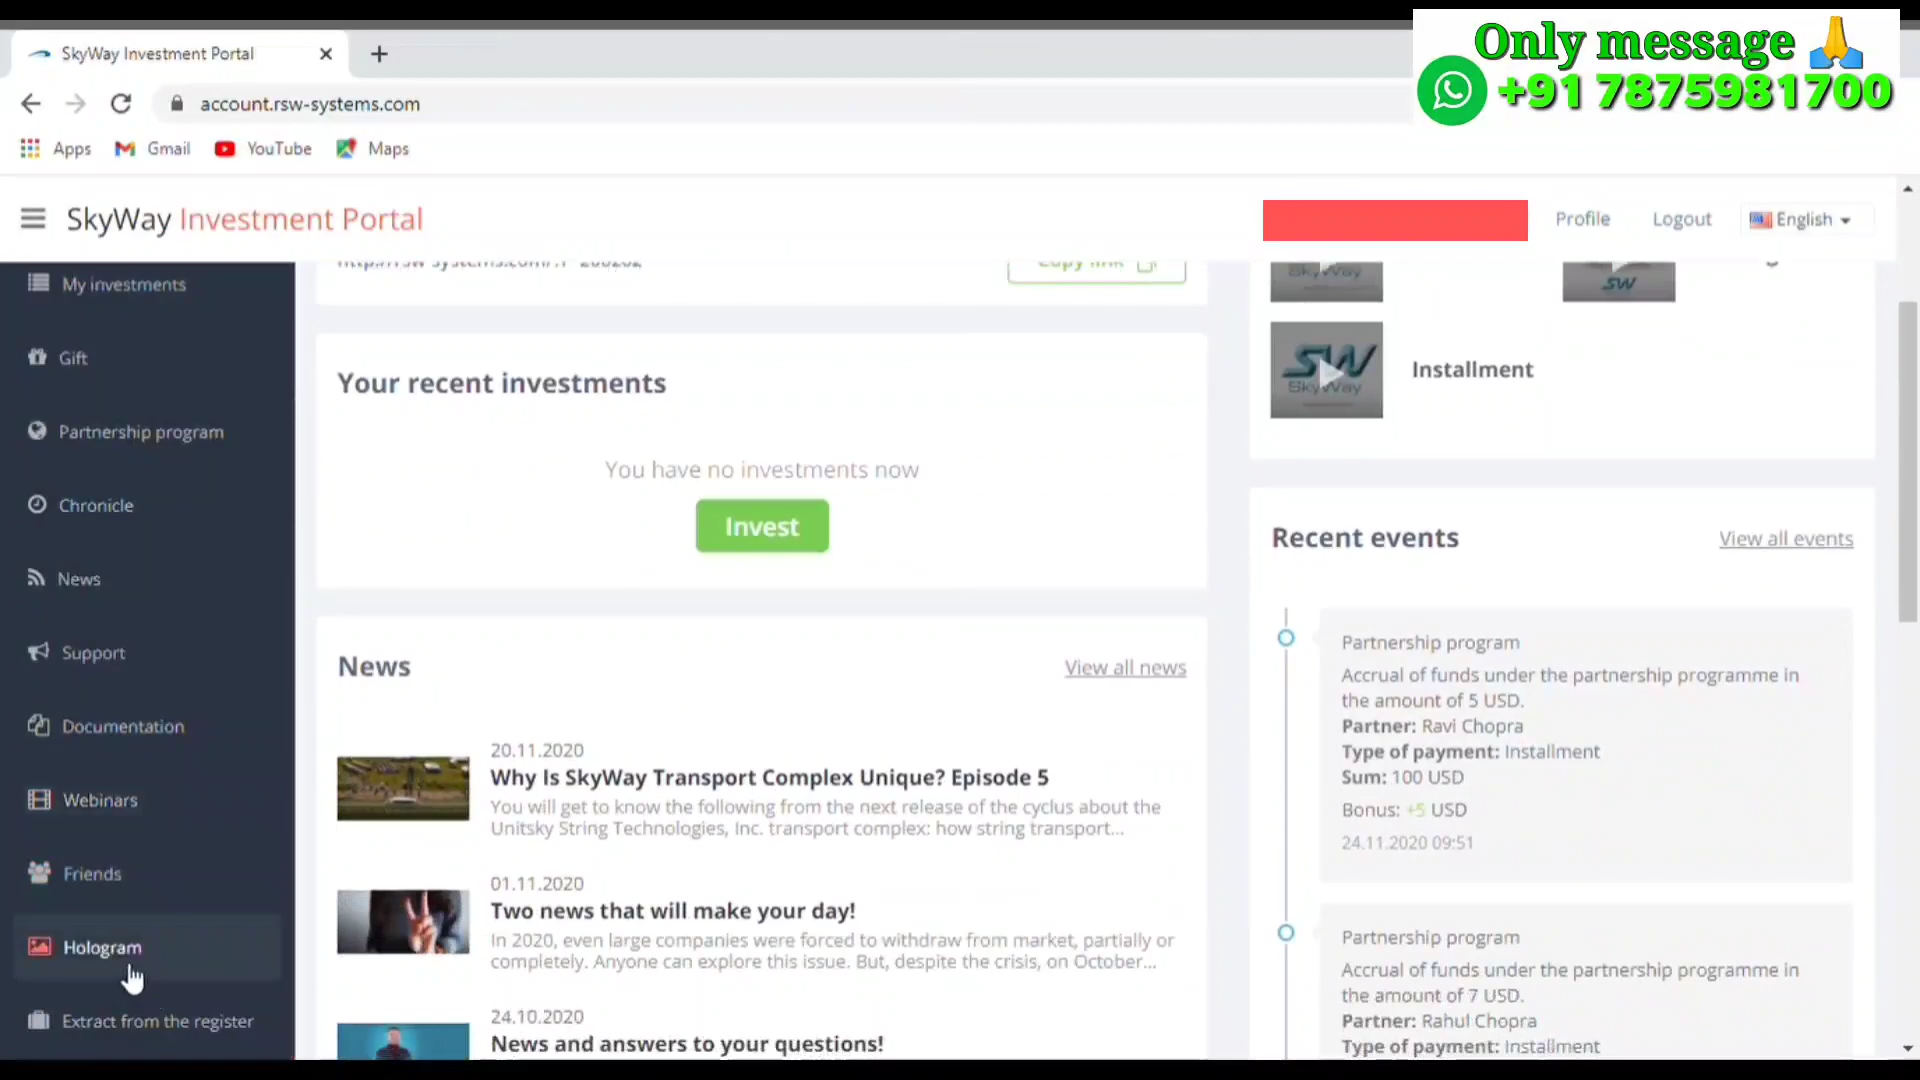 Only message
+91 7875981700
SkyWay Investment Portal
account.rsw-systems.com
Apps
Gmail
YouTube
Maps
SkyWay Investment Portal
Profile
Logout
English
My investments
Gift
Partnership program
Chronicle
News
Support
Documentation
Webinars
Friends
Hologram
Extract from the register
Copy link
Your recent investments
You have no investments now
Invest
News
View all news
20.11.2020
Why Is SkyWay Transport Complex Unique? Episode 5
You will get to know the following from the next release of the cyclus about the
Unitsky String Technologies, Inc. transport complex: how string transport...
01.11.2020
Two news that will make your day!
In 2020, even large companies were forced to withdraw from market, partially or
completely. Anyone can explore this issue. But, despite the crisis, on October...
24.10.2020
News and answers to your questions!
SkyWay
SW
SW
SkyWay
Installment
Recent events
View all events
Partnership program
Accrual of funds under the partnership programme in
the amount of 5 USD.
Partner: Ravi Chopra
Type of payment: Installment
Sum: 100 USD
Bonus: +5 USD
24.11.2020 09:51
Partnership program
Accrual of funds under the partnership programme in
the amount of 7 USD.
Partner: Rahul Chopra
Type of payment: Installment